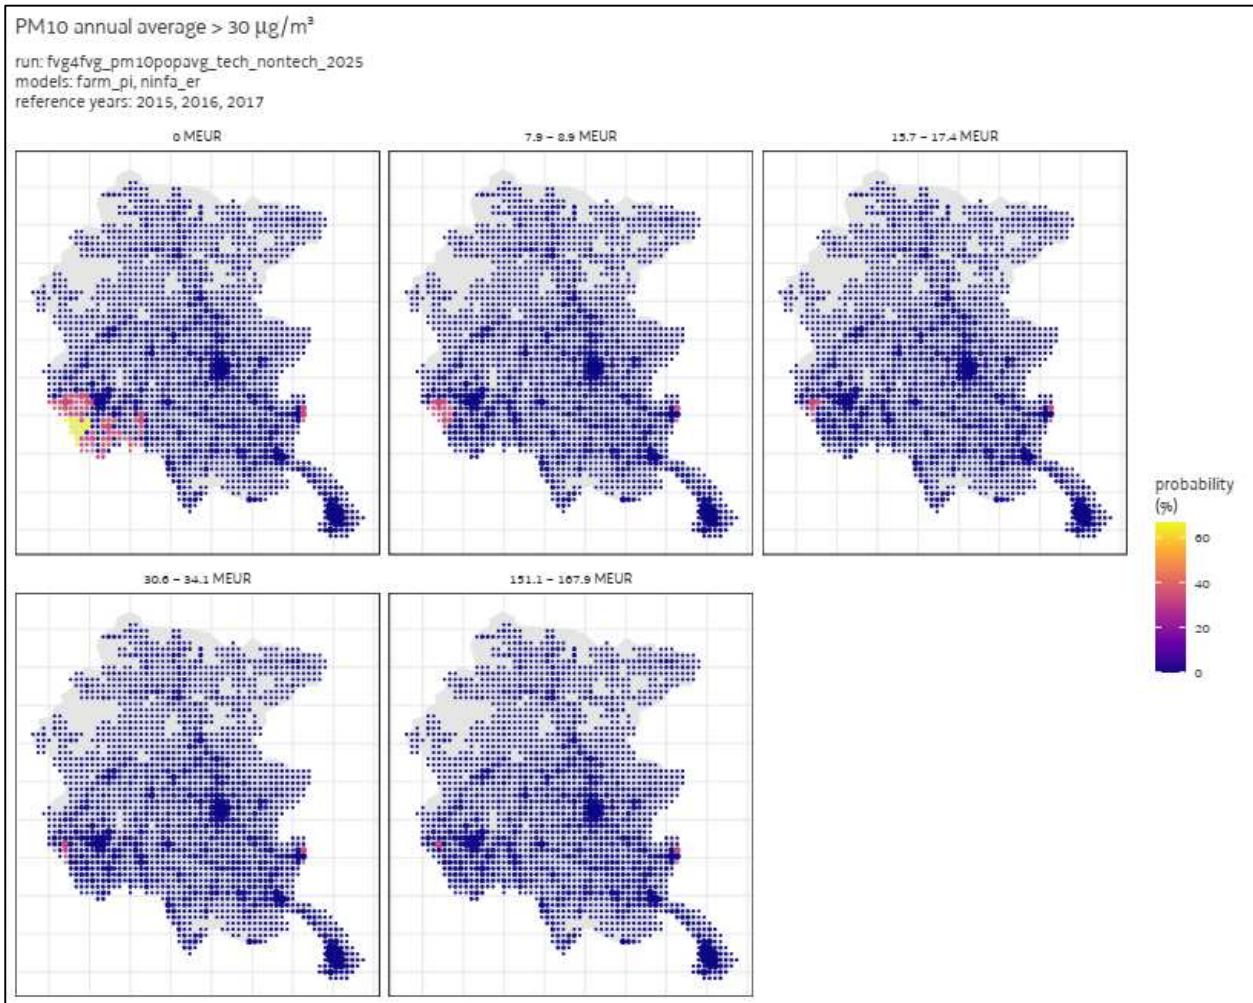 PM10 annual average > 30 μg/m³
run: fvg4fvg_pm10popavg_tech_nontech_2025
models: farm_pi, ninfa_er
reference years: 2015, 2016, 2017
0 MEUR
7.9 – 8.9 MEUR
15.7 – 17.4 MEUR
30.6 – 34.1 MEUR
151.1 – 167.9 MEUR
probability
(%)
60
40
20
0